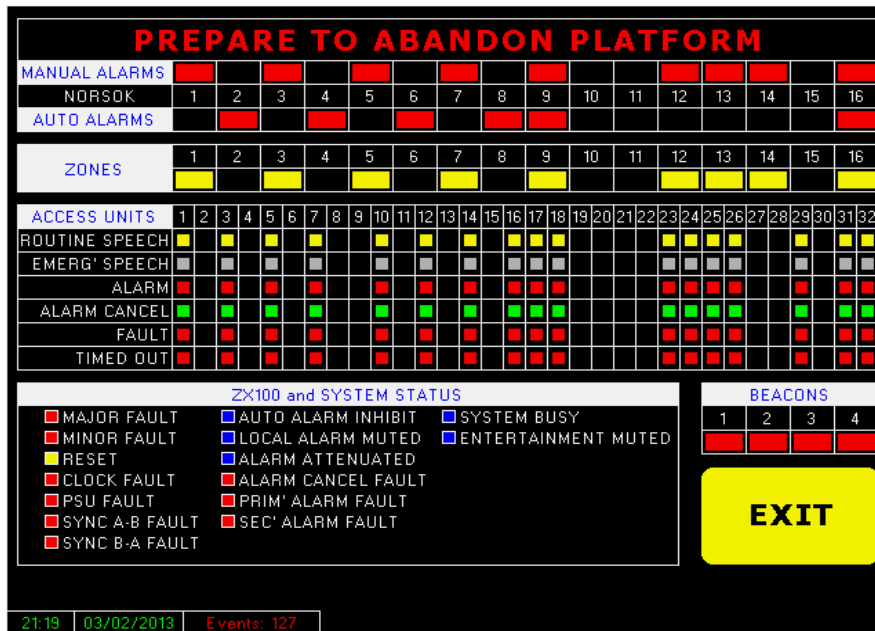 PREPARE TO ABANDON PLATFORM
MANUAL ALARMS
NORSOK 1 2 3 4 5 6 7 8 9 10 11 12 13 14 15 16
AUTO ALARMS
ZONES 1 2 3 4 5 6 7 8 9 10 11 12 13 14 15 16
ACCESS UNITS 1 2 3 4 5 6 7 8 9 10 11 12 13 14 15 16 17 18 19 20 21 22 23 24 25 26 27 28 29 30 31 32
ROUTINE SPEECH
EMERG' SPEECH
ALARM
ALARM CANCEL
FAULT
TIMED OUT
ZX100 and SYSTEM STATUS
MAJOR FAULT AUTO ALARM INHIBIT SYSTEM BUSY
MINOR FAULT LOCAL ALARM MUTED ENTERTAINMENT MUTED
RESET ALARM ATTENUATED
CLOCK FAULT ALARM CANCEL FAULT
PSU FAULT PRIM' ALARM FAULT
SYNC A-B FAULT SEC' ALARM FAULT
SYNC B-A FAULT
BEACONS
1 2 3 4
EXIT
21:19 03/02/2013 Events: 127